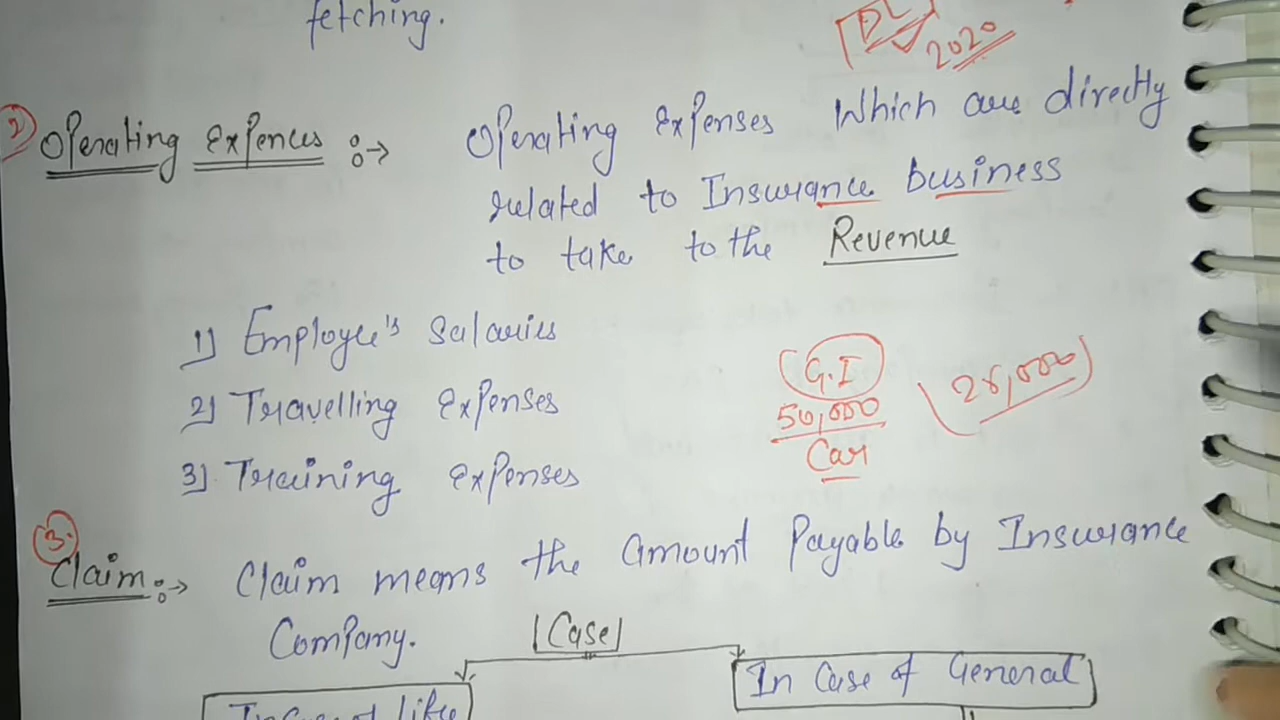 fetching.
2020
2) Operating Expences :->
Operating Expenses Which are directly
related to Insurance business
to take to the Revenue
1) Employee's Salaries
2) Travelling Expenses
3) Training Expenses
G.I
50,000
Car
3.
Claim :-> Claim means the amount Payable by Insurance
Company.
Case
In Case of General